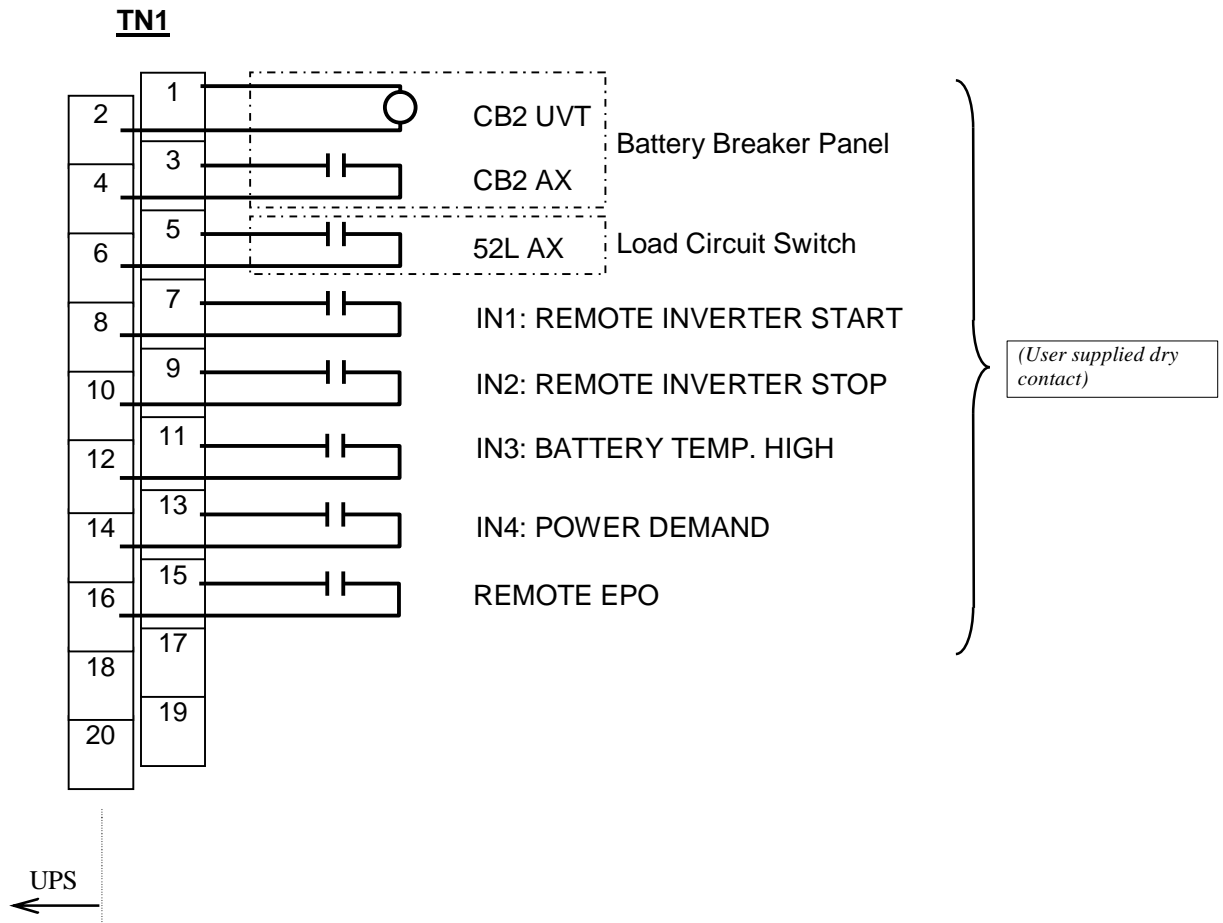 TN1
1
2
CB2 UVT
Battery Breaker Panel
3
4
CB2 AX
5
6
52L AX
Load Circuit Switch
7
8
IN1: REMOTE INVERTER START
9
10
IN2: REMOTE INVERTER STOP
(User supplied dry
contact)
11
12
IN3: BATTERY TEMP. HIGH
13
14
IN4: POWER DEMAND
15
16
REMOTE EPO
17
18
19
20
UPS